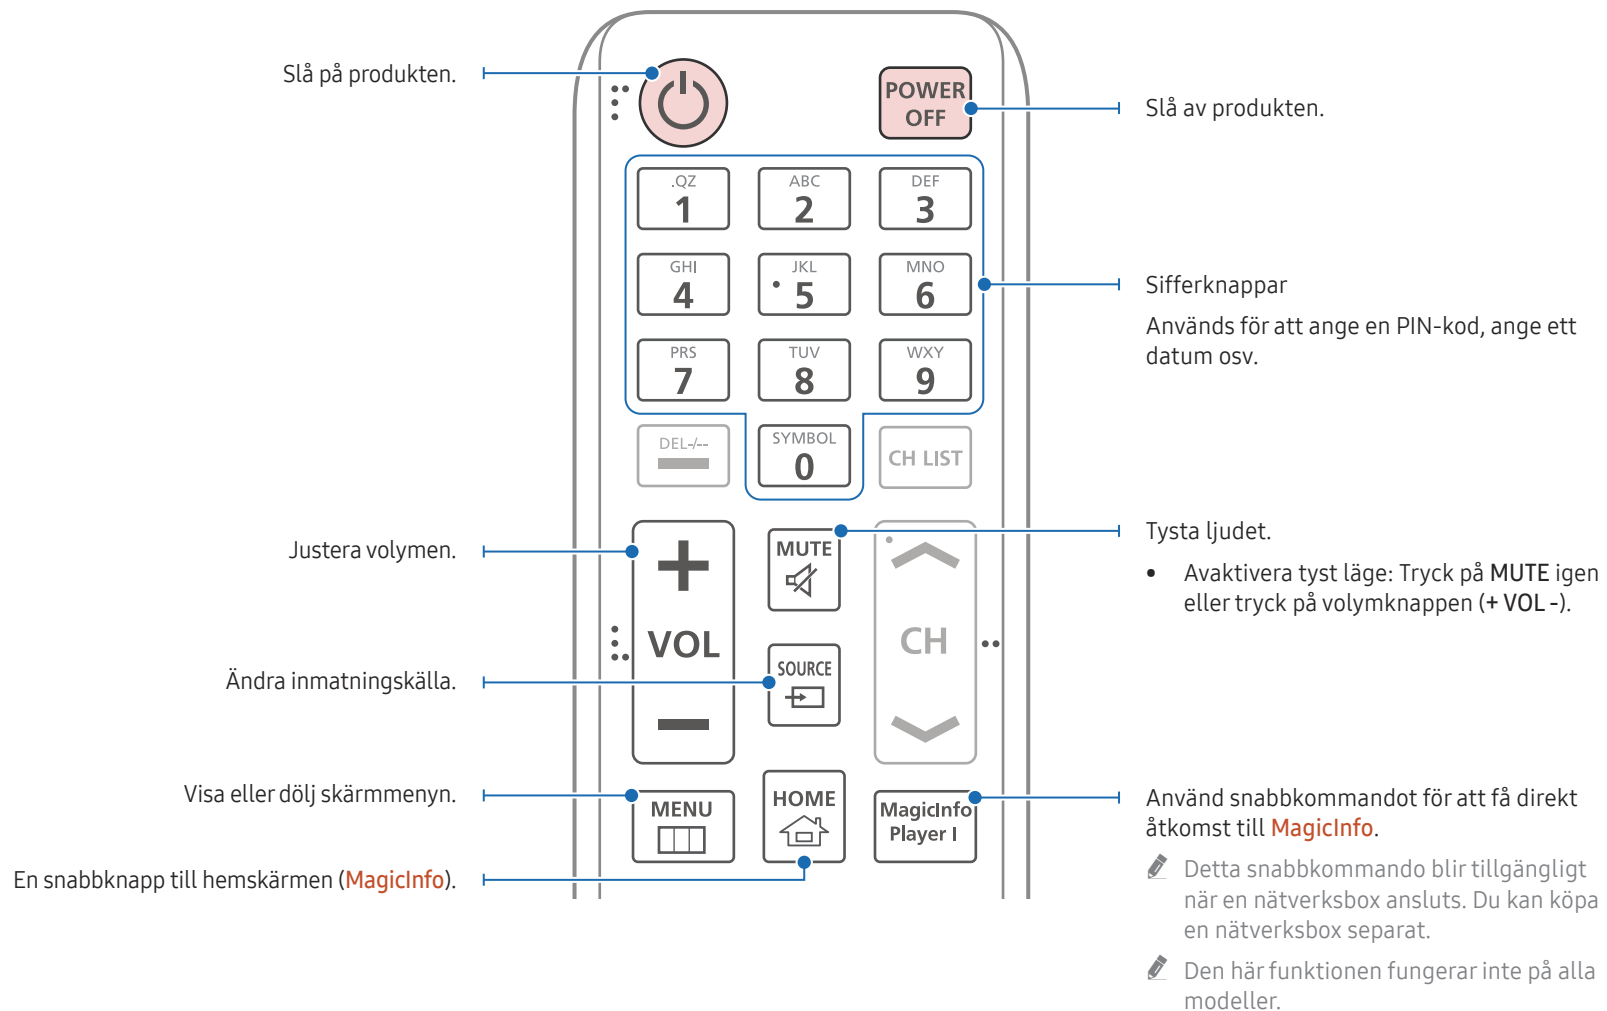 Slå på produkten.
POWER
OFF
Slå av produkten.
.QZ
1
ABC
2
DEF
3
GHI
4
JKL
5
MNO
6
Sifferknappar
Används för att ange en PIN-kod, ange ett
datum osv.
PRS
7
TUV
8
WXY
9
DEL-/--
SYMBOL
0
CH LIST
Justera volymen.
+
VOL
MUTE
CH
Tysta ljudet.
• Avaktivera tyst läge: Tryck på MUTE igen
eller tryck på volymknappen (+ VOL -).
Ändra inmatningskälla.
SOURCE
Visa eller dölj skärmmenyn.
MENU
HOME
MagicInfo
Player I
Använd snabbkommandot för att få direkt
åtkomst till MagicInfo.
En snabbknapp till hemskärmen (MagicInfo).
Detta snabbkommando blir tillgängligt
när en nätverksbox ansluts. Du kan köpa
en nätverksbox separat.
Den här funktionen fungerar inte på alla
modeller.